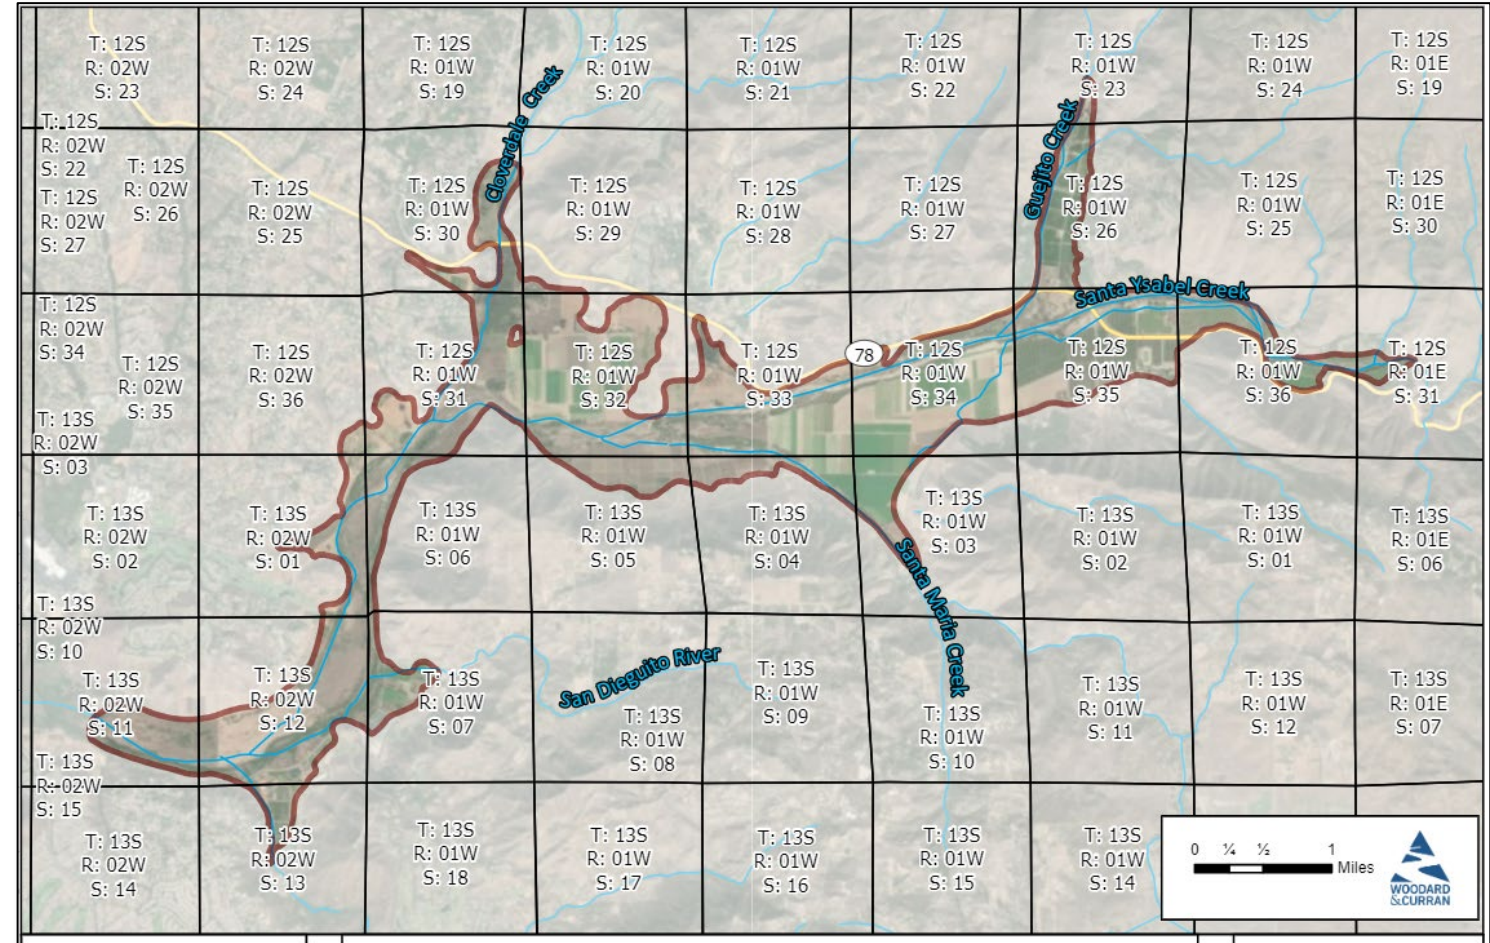 T: 12S
R: 02W
S: 23
T: 12S
R: 02W
S: 24
T: 12S
R: 01W
S: 19
T: 12S
R: 01W
S: 20
T: 12S
R: 01W
S: 21
T: 12S
R: 01W
S: 22
T: 12S
R: 01W
S: 23
T: 12S
R: 01W
S: 24
T: 12S
R: 01E
S: 19
Cloverdale Creek
Guejito Creek
T: 12S
R: 02W
S: 22
T: 12S
R: 02W
S: 27
T: 12S
R: 02W
S: 26
T: 12S
R: 02W
S: 25
T: 12S
R: 01W
S: 30
T: 12S
R: 01W
S: 29
T: 12S
R: 01W
S: 28
T: 12S
R: 01W
S: 27
T: 12S
R: 01W
S: 26
T: 12S
R: 01W
S: 25
T: 12S
R: 01E
S: 30
Santa Ysabel Creek
T: 12S
R: 02W
S: 34
T: 12S
R: 02W
S: 35
T: 12S
R: 02W
S: 36
T: 12S
R: 01W
S: 31
T: 12S
R: 01W
S: 32
T: 12S
R: 01W
S: 33
78
T: 12S
R: 01W
S: 34
T: 12S
R: 01W
S: 35
T: 12S
R: 01W
S: 36
T: 12S
R: 01E
S: 31
T: 13S
R: 02W
S: 03
T: 13S
R: 02W
S: 02
T: 13S
R: 02W
S: 01
T: 13S
R: 01W
S: 06
T: 13S
R: 01W
S: 05
T: 13S
R: 01W
S: 04
T: 13S
R: 01W
S: 03
T: 13S
R: 01W
S: 02
T: 13S
R: 01W
S: 01
T: 13S
R: 01E
S: 06
Santa Maria Creek
San Dieguito River
T: 13S
R: 02W
S: 10
T: 13S
R: 02W
S: 11
T: 13S
R: 02W
S: 12
T: 13S
R: 01W
S: 07
T: 13S
R: 01W
S: 08
T: 13S
R: 01W
S: 09
T: 13S
R: 01W
S: 10
T: 13S
R: 01W
S: 11
T: 13S
R: 01W
S: 12
T: 13S
R: 01E
S: 07
T: 13S
R: 02W
S: 15
T: 13S
R: 02W
S: 14
T: 13S
R: 02W
S: 13
T: 13S
R: 01W
S: 18
T: 13S
R: 01W
S: 17
T: 13S
R: 01W
S: 16
T: 13S
R: 01W
S: 15
T: 13S
R: 01W
S: 14
0 ¼ ½ 1
Miles
WOODARD
&CURRAN